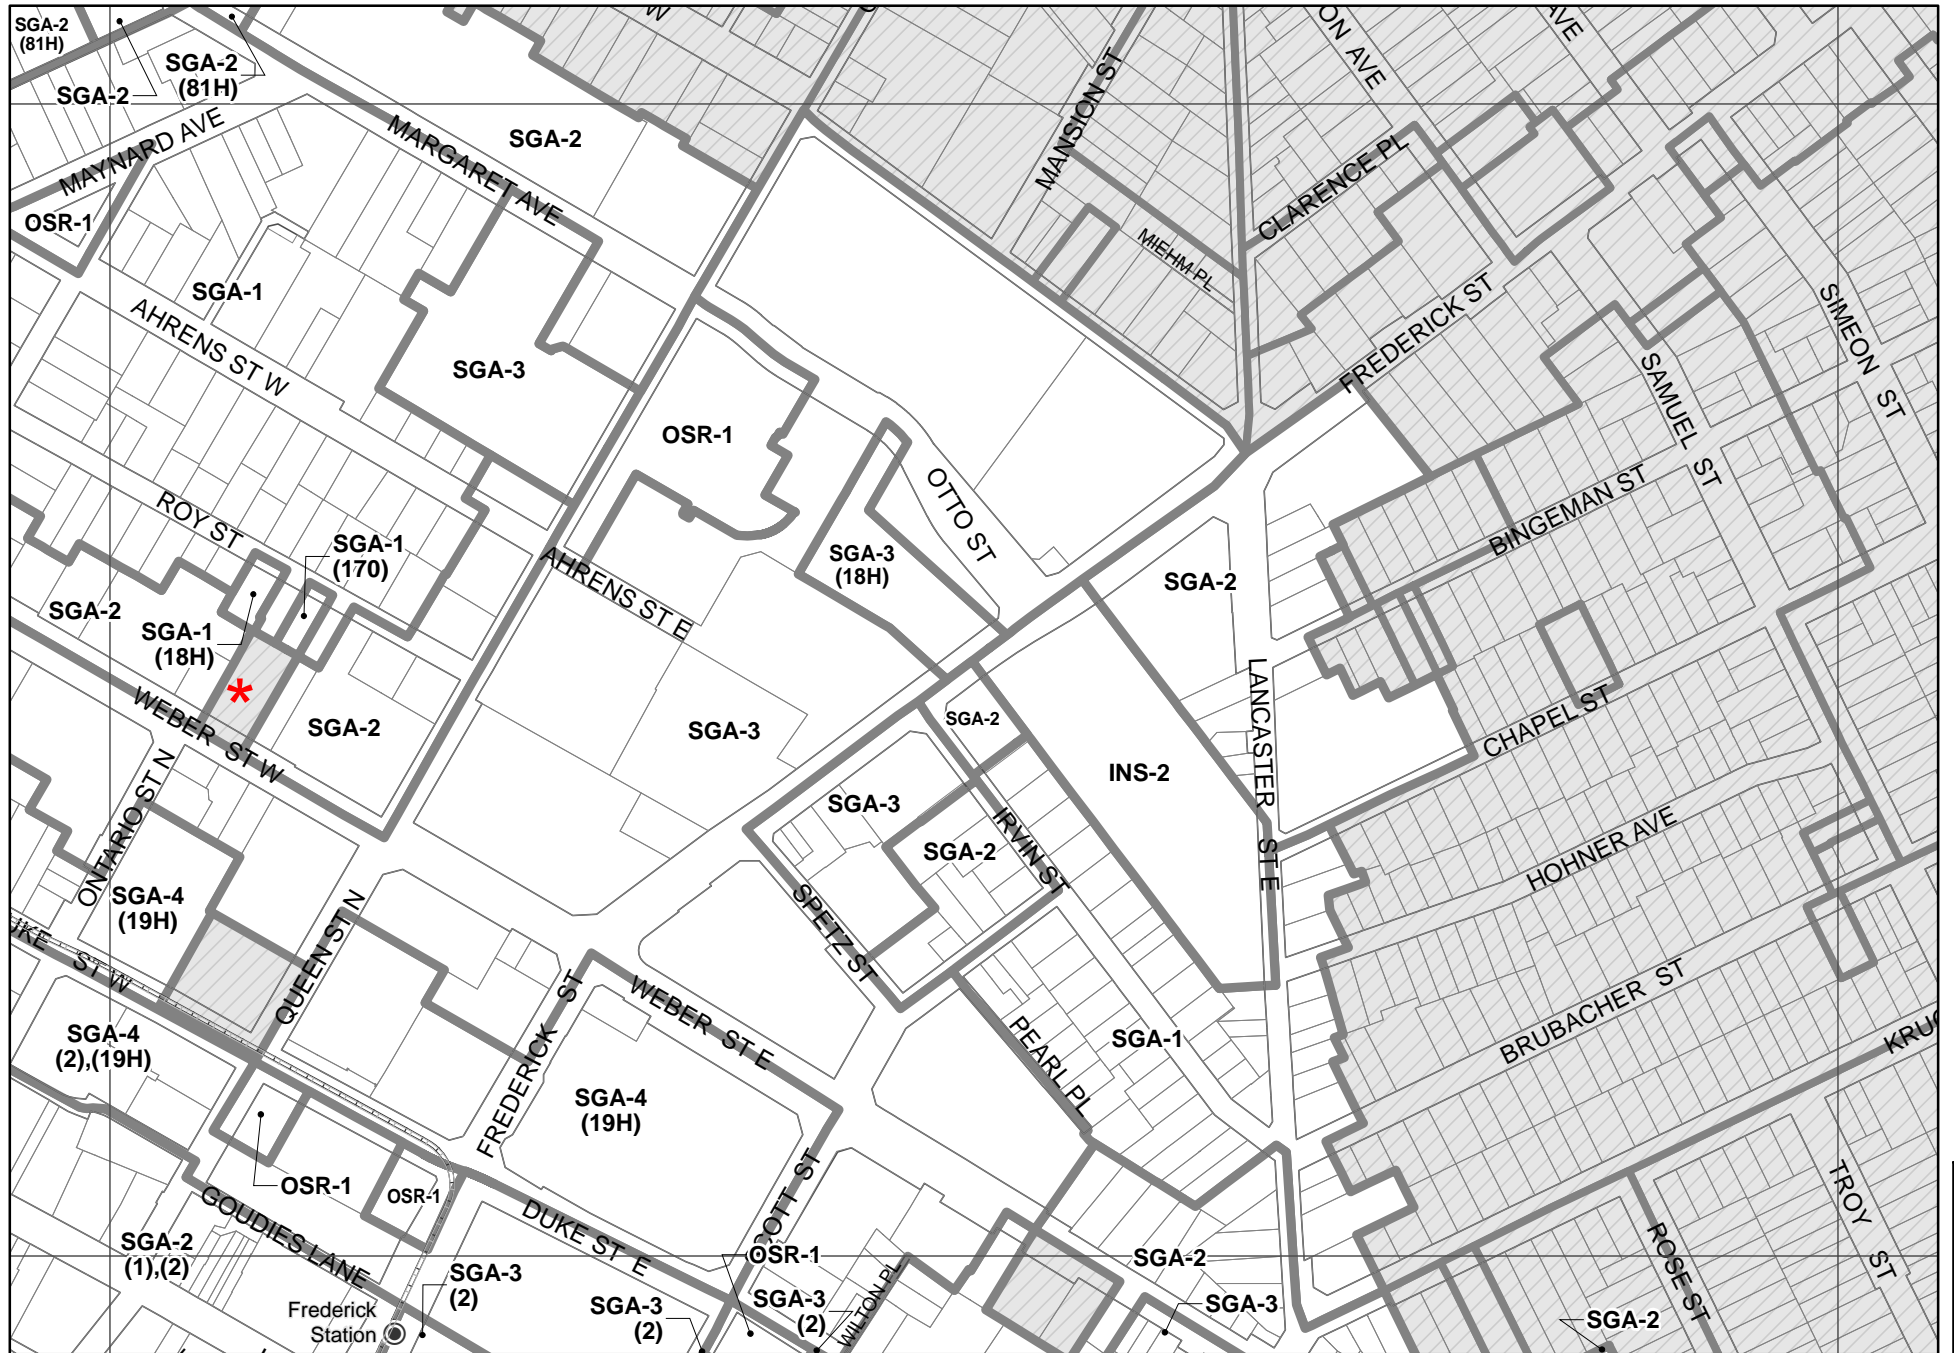 SGA-2
(81H)
SGA-2
SGA-2
(81H)
MAYNARD AVE
MARGARET AVE
SGA-2
MANSION ST
CLARENCE PL
MIEHM PL
FREDERICK ST
SIMEON ST
SAMUEL ST
OSR-1
SGA-1
AHRENS ST W
SGA-3
OSR-1
OTTO ST
BINGEMAN ST
ROY ST
SGA-1
(170)
SGA-3
(18H)
SGA-2
AHRENS ST E
SGA-2
SGA-1
(18H)
*
WEBER ST W
SGA-2
SGA-3
SGA-2
LANCASTER ST E
CHAPEL ST
INS-2
SGA-3
IRVIN ST
SGA-2
HOHNER AVE
ONTARIO ST N
SGA-4
(19H)
QUEEN ST N
SPETZ ST
ST W
SGA-4
(2),(19H)
FREDERICK ST
WEBER ST E
SGA-4
(19H)
PEARL PL
SGA-1
BRUBACHER ST
OSR-1
OSR-1
GOUDIES LANE
SGA-2
(1),(2)
DUKE ST E
OSR-1
SGA-2
ROSE ST
TROY ST
SGA-3
(2)
SGA-3
(2)
SGA-3
(2)
WILTON PL
SGA-3
SGA-2
Frederick
Station